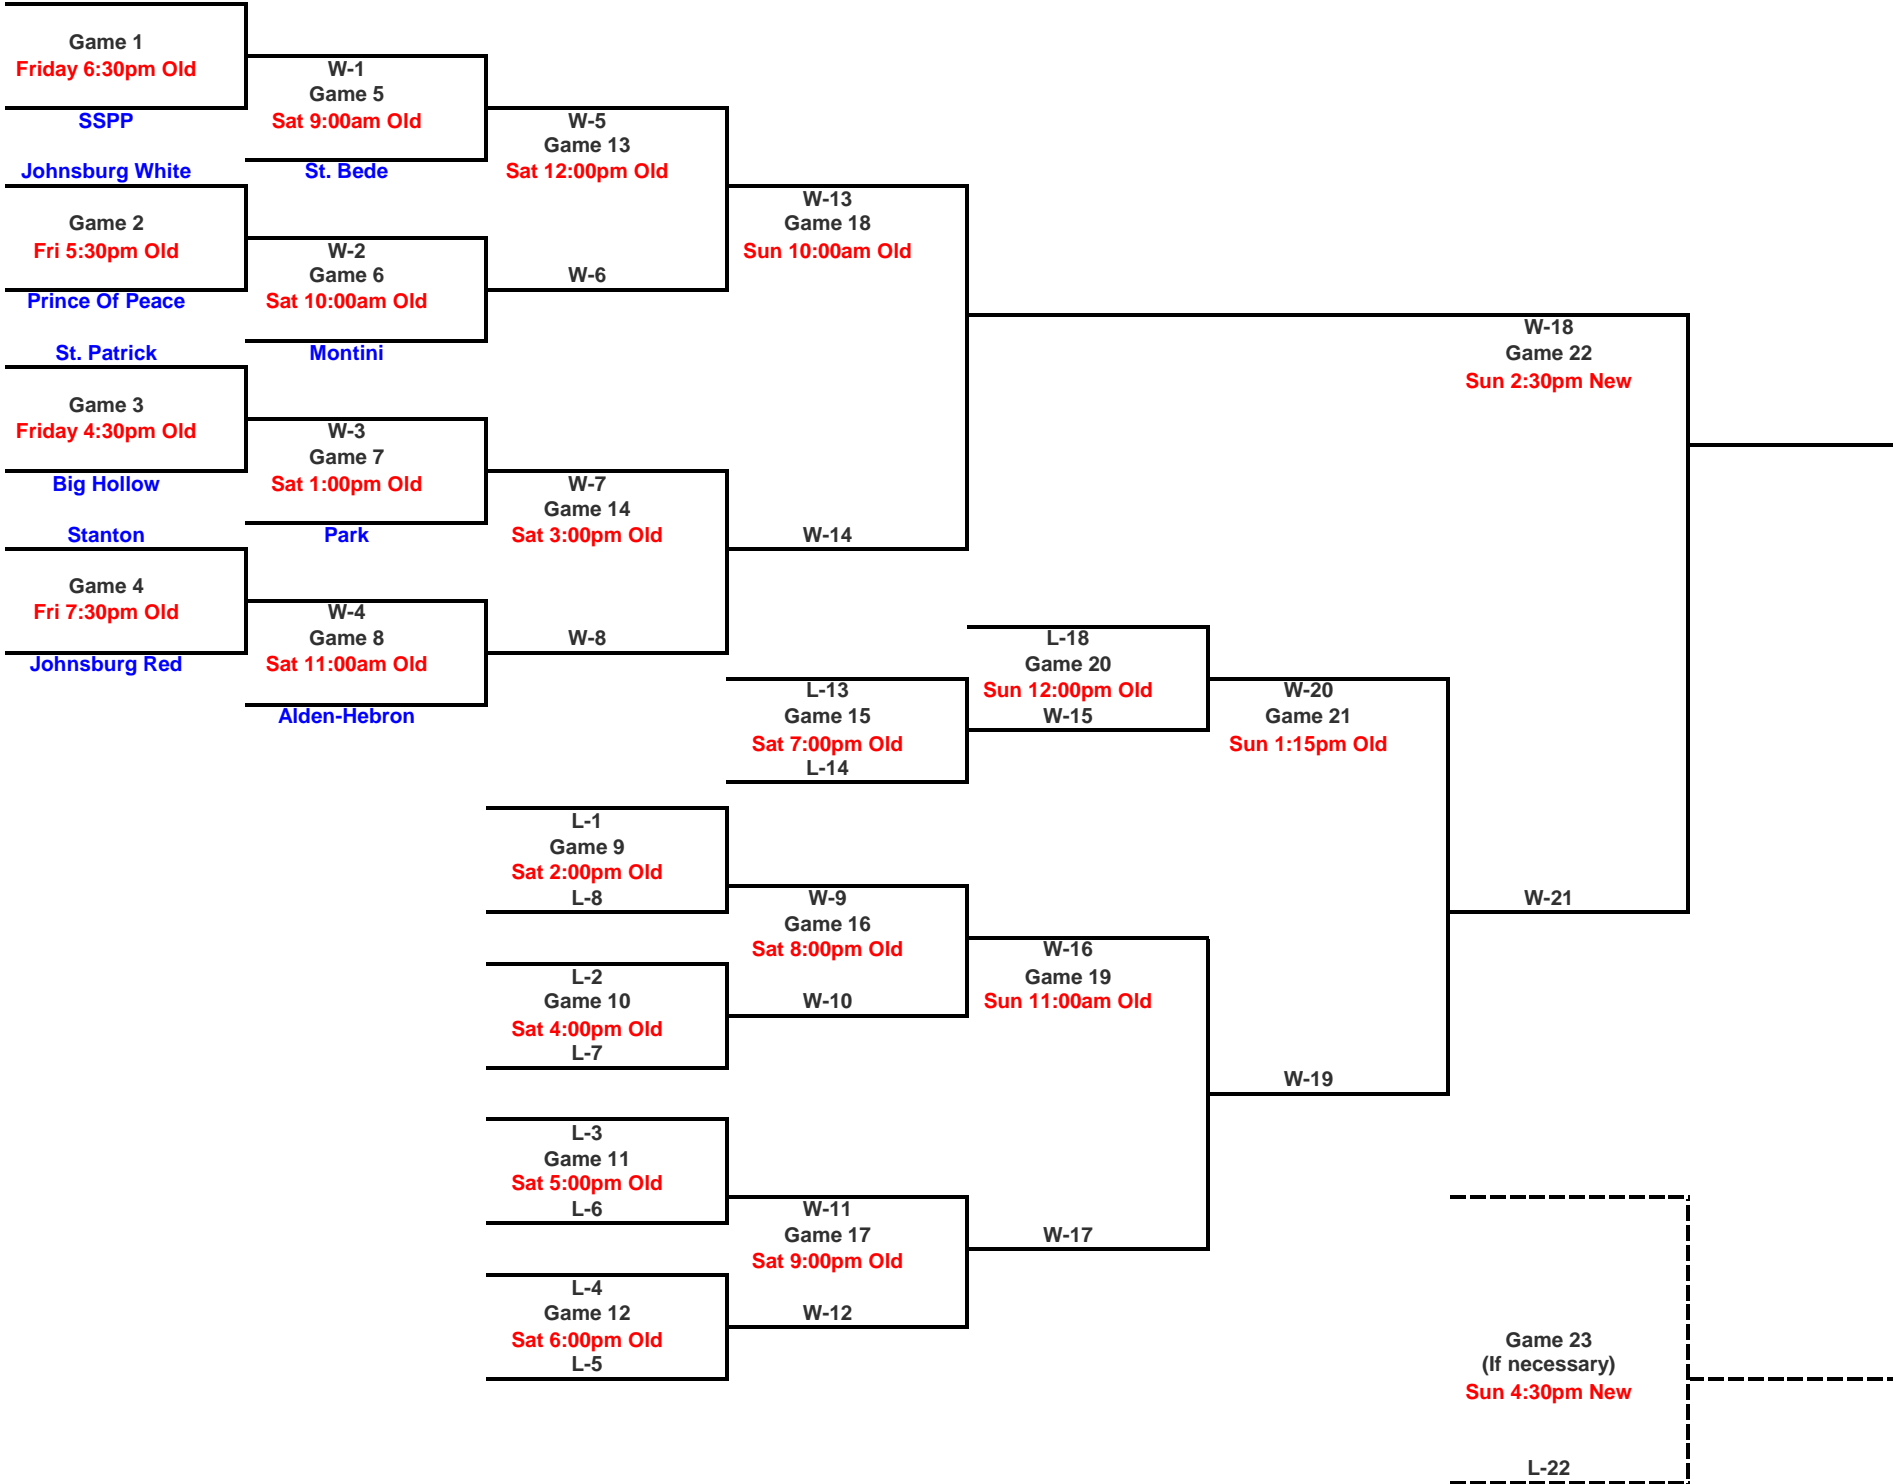 Game 1
Friday 6:30pm Old
SSPP
Johnsburg White
Game 2
Fri 5:30pm Old
Prince Of Peace
St. Patrick
Game 3
Friday 4:30pm Old
Big Hollow
Stanton
Game 4
Fri 7:30pm Old
Johnsburg Red
W-1
Game 5
Sat 9:00am Old
St. Bede
W-2
Game 6
Sat 10:00am Old
Montini
W-3
Game 7
Sat 1:00pm Old
Park
W-4
Game 8
Sat 11:00am Old
Alden-Hebron
W-5
Game 13
Sat 12:00pm Old
W-6
W-7
Game 14
Sat 3:00pm Old
W-8
L-1
Game 9
Sat 2:00pm Old
L-8
L-2
Game 10
Sat 4:00pm Old
L-7
L-3
Game 11
Sat 5:00pm Old
L-6
L-4
Game 12
Sat 6:00pm Old
L-5
W-13
Game 18
Sun 10:00am Old
W-14
L-13
Game 15
Sat 7:00pm Old
L-14
W-9
Game 16
Sat 8:00pm Old
W-10
W-11
Game 17
Sat 9:00pm Old
W-12
L-18
Game 20
Sun 12:00pm Old
W-15
W-16
Game 19
Sun 11:00am Old
W-17
W-20
Game 21
Sun 1:15pm Old
W-19
W-18
Game 22
Sun 2:30pm New
W-21
Game 23
(If necessary)
Sun 4:30pm New
L-22